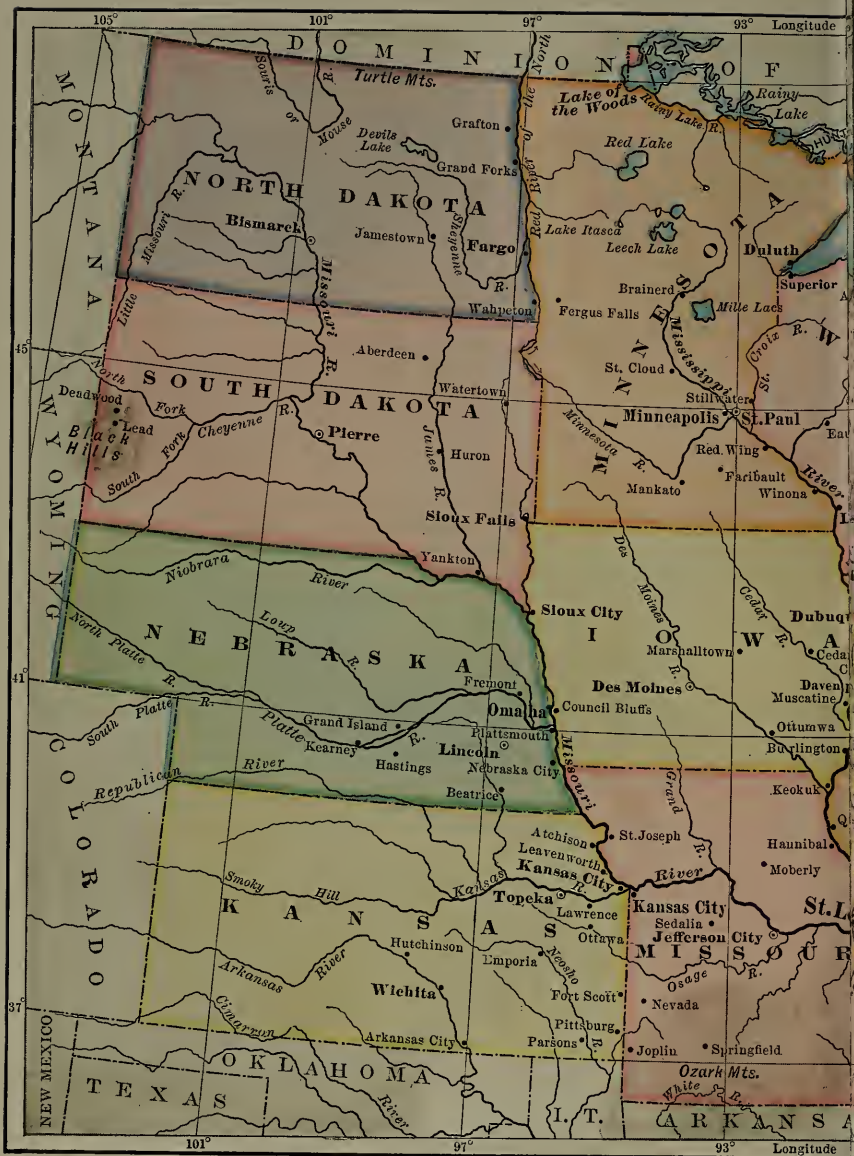 105° 101° 97° 93° Longitude
DOMINION OF
MONTANA
Souris or Mouse R.
Turtle Mts.
Red River of the North
Lake of
the Woods
Rainy Lake R.
Rainy
Lake
Grafton
Devils
Lake
Red Lake
Grand Forks
NORTH DAKOTA
Little Missouri R.
Bismarck
Jamestown
Sheyenne R.
Fargo
Lake Itasca
Leech Lake
Duluth
Superior
Missouri R.
Wahpeton
Fergus Falls
Brainerd
Mille Lacs
MINNESOTA
Mississippi
St. Croix R.
W
45°
Aberdeen
St. Cloud
North Fork
SOUTH DAKOTA
Watertown
Stillwater
Deadwood
Lead
Black
Hills
Cheyenne R.
South Fork
Pierre
James R.
Huron
Minnesota R.
Minneapolis
St. Paul
Red Wing
Faribault
Mankato
Winona
River
WYOMING
Sioux Falls
Yankton
Niobrara River
Des Moines R.
Cedar R.
Sioux City
Dubuq
NEBRASKA
Loup R.
IOWA
Marshalltown
Ceda
North Platte R.
41°
Fremont
Des Moines
Daven
Muscatine
South Platte R.
Omaha
Council Bluffs
Grand Island
Platte R.
Plattsmouth
Ottumwa
Kearney
Lincoln
Burlington
Hastings
Nebraska City
COLORADO
Republican River
Beatrice
Missouri
Grand R.
Keokuk
Atchison
St. Joseph
Hannibal
Leavenworth
Moberly
Kansas City
River
Smoky Hill
Kansas R.
Topeka
Kansas City
St. L
KANSAS
Lawrence
Sedalia
Jefferson City
Ottawa
MISSOUR
Hutchinson
Emporia
Neosho R.
Osage R.
Arkansas River
Wichita
Fort Scott
Nevada
37°
Cimarron River
Pittsburg
Arkansas City
Parsons
Joplin
Springfield
NEW MEXICO
OKLAHOMA
Ozark Mts.
TEXAS
White R.
I.T.
ARKANSA
101° 97° 93° Longitude